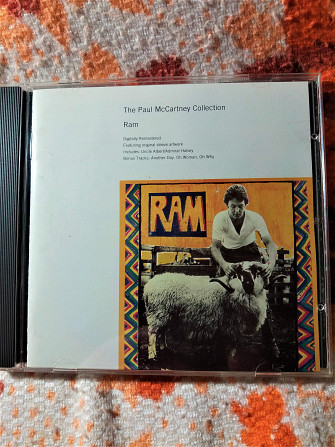 The Paul McCartney Collection
Ram
Digitally Remastered
Featuring original sleeve artwork
Includes: Uncle Albert/Admiral Halsey
Bonus Tracks: Another Day, Oh Woman, Oh Why
RAM